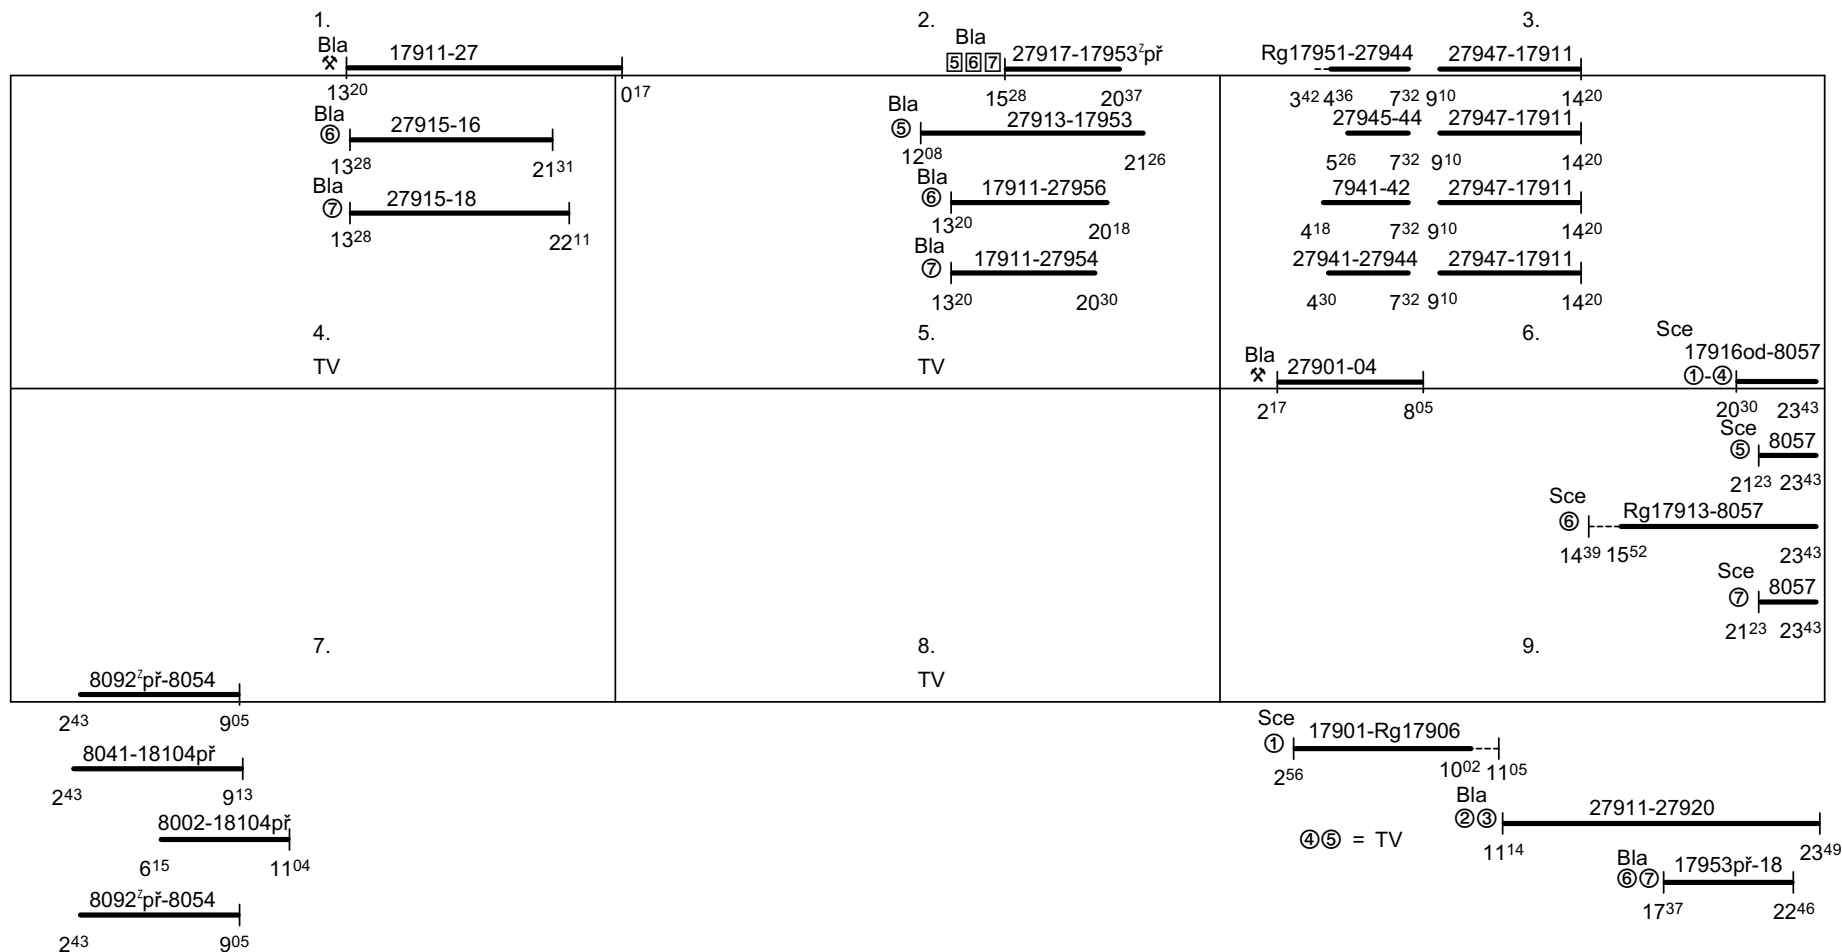 1.
Bla
⚒ 17911-27
13²⁰ 0¹⁷
Bla
⑥ 27915-16
13²⁸ 21³¹
Bla
⑦ 27915-18
13²⁸ 22¹¹
2.
Bla
5 6 7 27917-17953ᶻpř
15²⁸ 20³⁷
Bla
⑤ 27913-17953
12⁰⁸ 21²⁶
Bla
⑥ 17911-27956
13²⁰ 20¹⁸
Bla
⑦ 17911-27954
13²⁰ 20³⁰
3.
Rg17951-27944 27947-17911
3⁴² 4³⁶ 7³² 9¹⁰ 14²⁰
27945-44 27947-17911
5²⁶ 7³² 9¹⁰ 14²⁰
7941-42 27947-17911
4¹⁸ 7³² 9¹⁰ 14²⁰
27941-27944 27947-17911
4³⁰ 7³² 9¹⁰ 14²⁰
4.
TV
5.
TV
6.
Bla
⚒ 27901-04
2¹⁷ 8⁰⁵
Sce
17916od-8057
①-④
20³⁰ 23⁴³
Sce
⑤ 8057
21²³ 23⁴³
Sce
⑥ Rg17913-8057
14³⁹ 15⁵² 23⁴³
Sce
⑦ 8057
21²³ 23⁴³
7.
8092ᶻpř-8054
2⁴³ 9⁰⁵
8041-18104př
2⁴³ 9¹³
8002-18104př
6¹⁵ 11⁰⁴
8092ᶻpř-8054
2⁴³ 9⁰⁵
8.
TV
9.
Sce
① 17901-Rg17906
2⁵⁶ 10⁰² 11⁰⁵
Bla
②③ 27911-27920
11¹⁴ 23⁴⁹
④⑤ = TV
Bla
⑥⑦ 17953př-18
17³⁷ 22⁴⁶